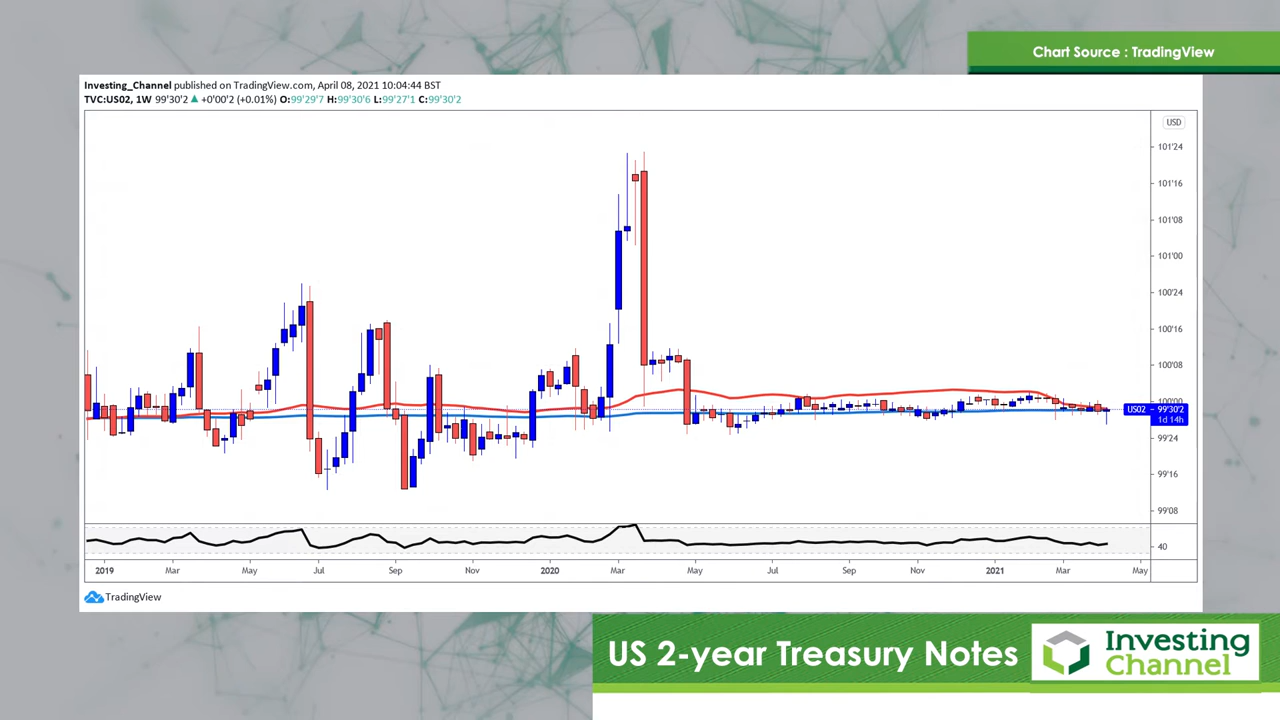 Chart Source : TradingView
Investing_Channel published on TradingView.com, April 08, 2021 10:04:44 BST
TVC:US02, 1W 99'30'2 ▲ +0'00'2 (+0.01%) O:99'29'7 H:99'30'6 L:99'27'1 C:99'30'2
USD
101'24
101'16
101'08
101'00
100'24
100'16
100'08
100'00
US02 99'30'2
1d 14h
99'24
99'16
99'08
40
2019 Mar May Jul Sep Nov 2020 Mar May Jul Sep Nov 2021 Mar May
TradingView
US 2-year Treasury Notes
Investing
Channel